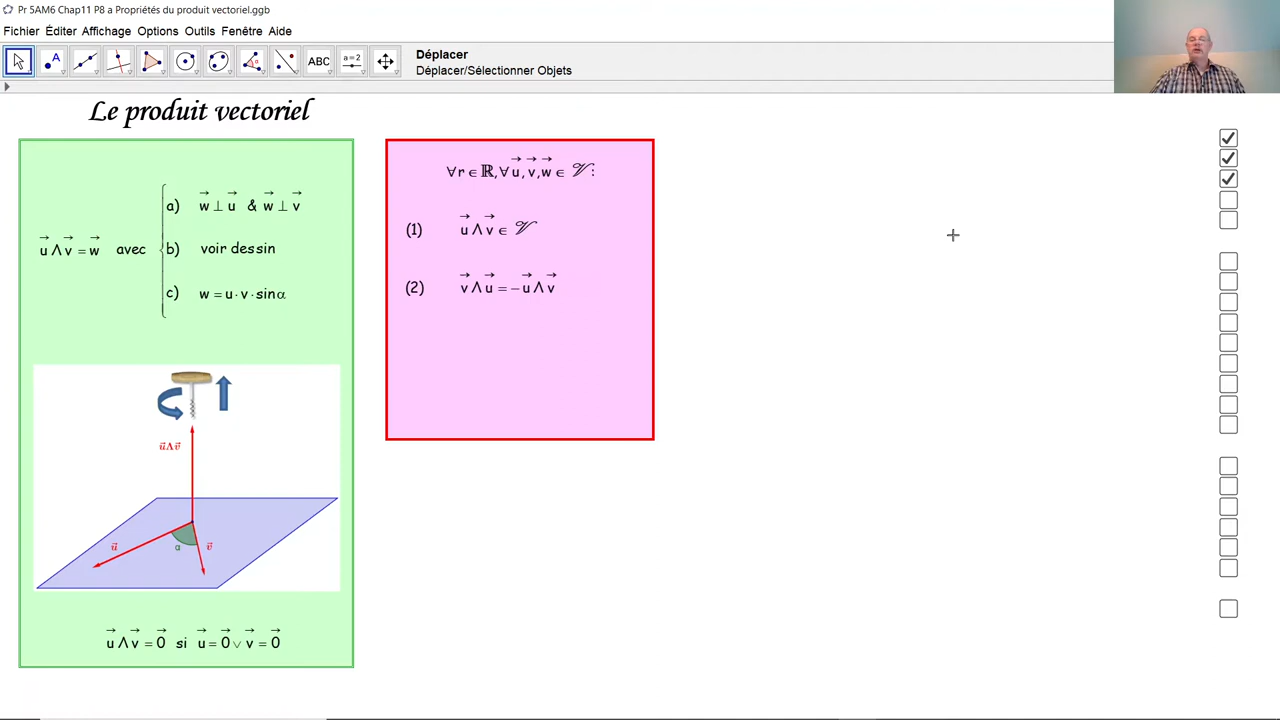 Pr 5AM6 Chap11 P8 a Propriétés du produit vectoriel.ggb
Fichier Éditer Affichage Options Outils Fenêtre Aide
A ABC a=2
Déplacer
Déplacer/Sélectionner Objets
Le produit vectoriel
u⃗ ∧ v⃗ = w⃗ avec
a) w⃗ ⊥ u⃗ & w⃗ ⊥ v⃗
b) voir dessin
c) w = u · v · sinα
u⃗Λv⃗
u⃗ α v⃗
u⃗ ∧ v⃗ = 0⃗ si u⃗ = 0⃗ ∨ v⃗ = 0⃗
∀r ∈ ℝ, ∀u⃗, v⃗, w⃗ ∈ 𝒱 :
(1) u⃗ ∧ v⃗ ∈ 𝒱
(2) v⃗ ∧ u⃗ = −u⃗ ∧ v⃗